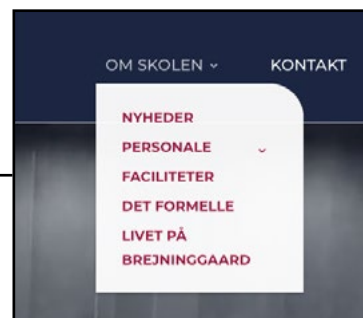 OM SKOLEN KONTAKT
NYHEDER
PERSONALE
FACILITETER
DET FORMELLE
LIVET PÅ
BREJNINGGAARD